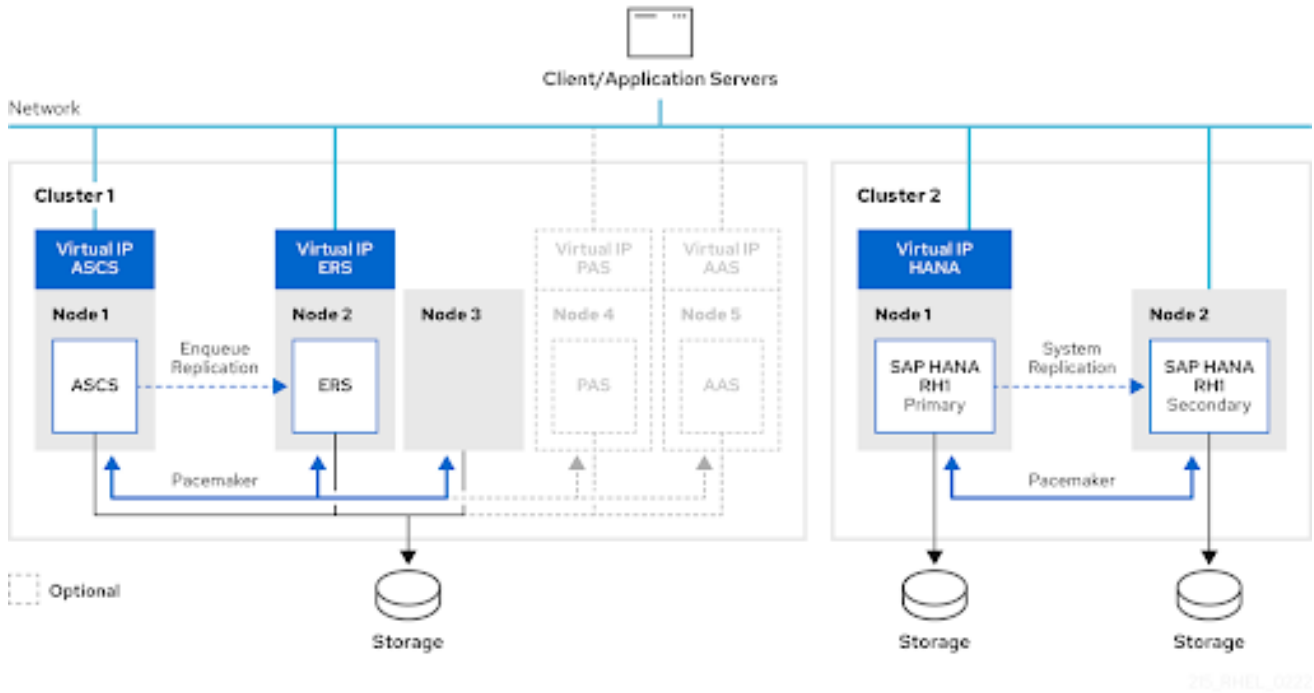 Client/Application Servers
Network
Cluster 1
Virtual IP
ASCS
Virtual IP
ERS
Virtual IP
PAS
Virtual IP
AAS
Node 1
Node 2
Node 3
Node 4
Node 5
ASCS
Enqueue
Replication
ERS
PAS
AAS
Pacemaker
Cluster 2
Virtual IP
HANA
Node 1
Node 2
SAP HANA
RH1
Primary
System
Replication
SAP HANA
RH1
Secondary
Pacemaker
Optional
Storage
Storage
Storage
215_RHEL_0222